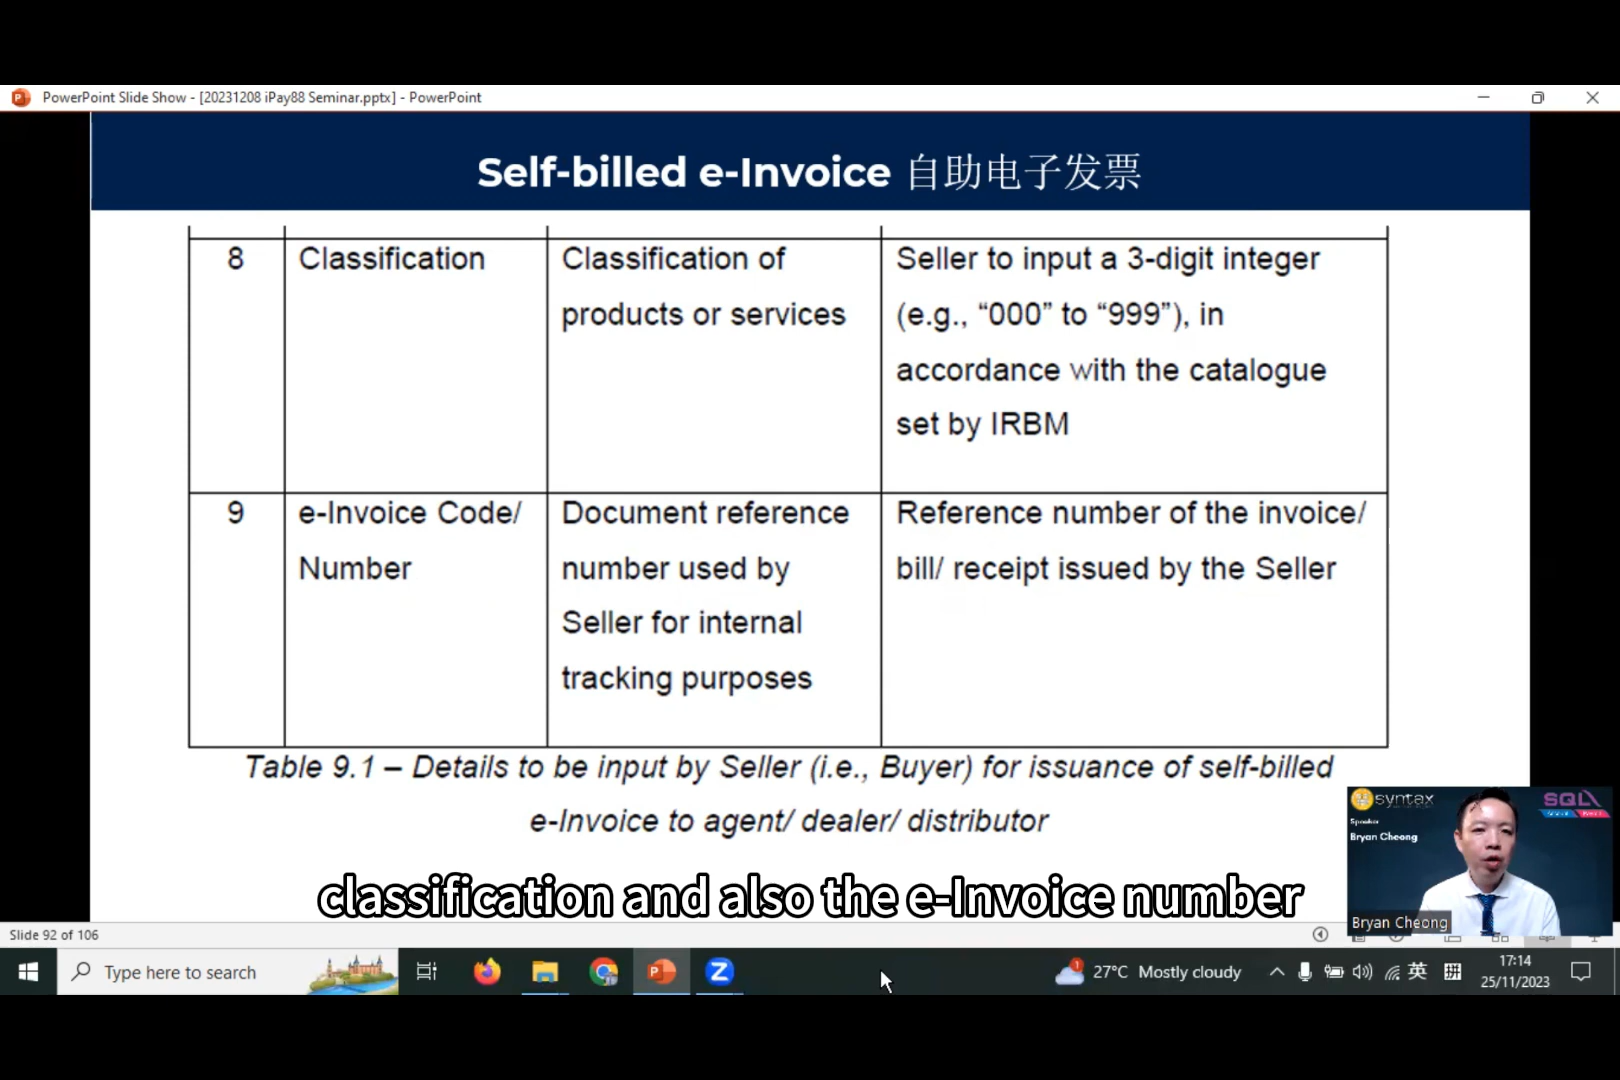 PowerPoint Slide Show - [20231208 iPay88 Seminar.pptx] - PowerPoint
Self-billed e-Invoice 自助电子发票
8
Classification
Classification of
products or services
Seller to input a 3-digit integer
(e.g., “000” to “999”), in
accordance with the catalogue
set by IRBM
9
e-Invoice Code/
Number
Document reference
number used by
Seller for internal
tracking purposes
Reference number of the invoice/
bill/ receipt issued by the Seller
Table 9.1 – Details to be input by Seller (i.e., Buyer) for issuance of self-billed
e-Invoice to agent/ dealer/ distributor
syntax
Speaker
Bryan Cheong
SQL
Bryan Cheong
classification and also the e-Invoice number
Slide 92 of 106
Type here to search
27°C Mostly cloudy
英
拼
17:14
25/11/2023